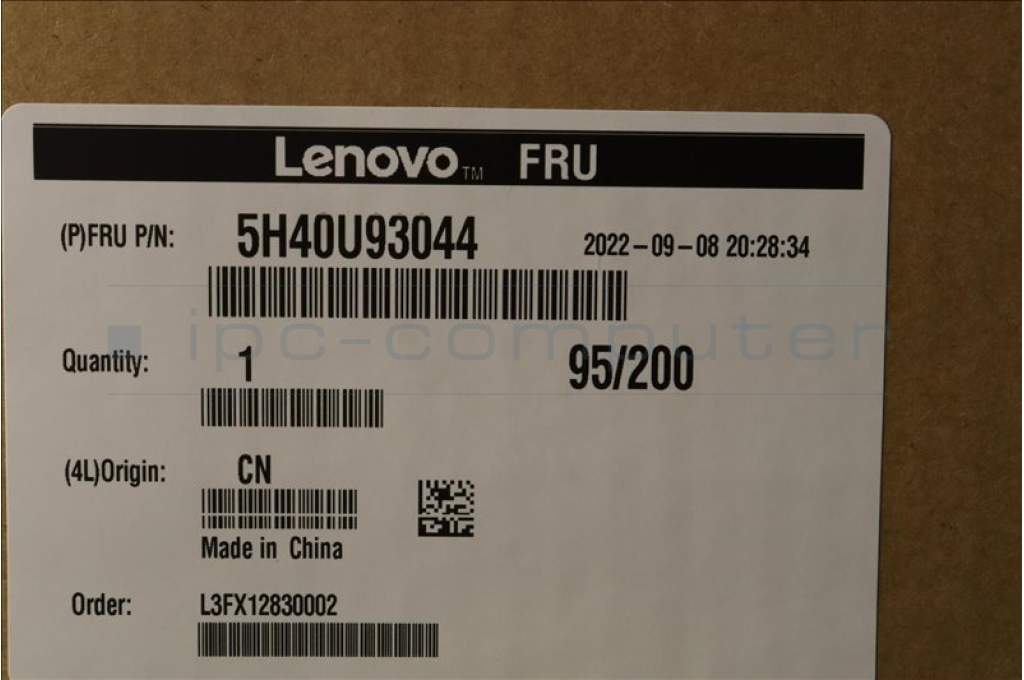 Lenovo™ FRU
(P)FRU P/N: 5H40U93044 2022-09-08 20:28:34
ipc-computer
Quantity: 1 95/200
(4L)Origin: CN
Made in China
Order: L3FX12830002